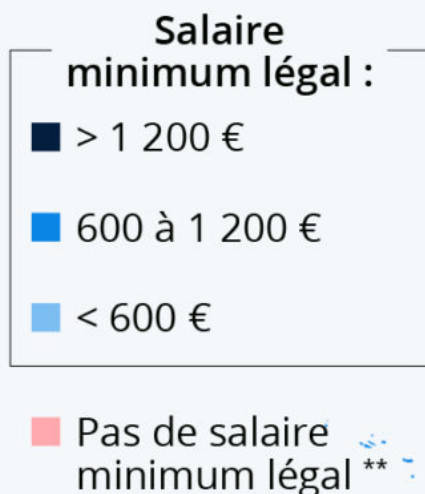 Salaire
minimum légal :
> 1 200 €
600 à 1 200 €
< 600 €
Pas de salaire
minimum légal **